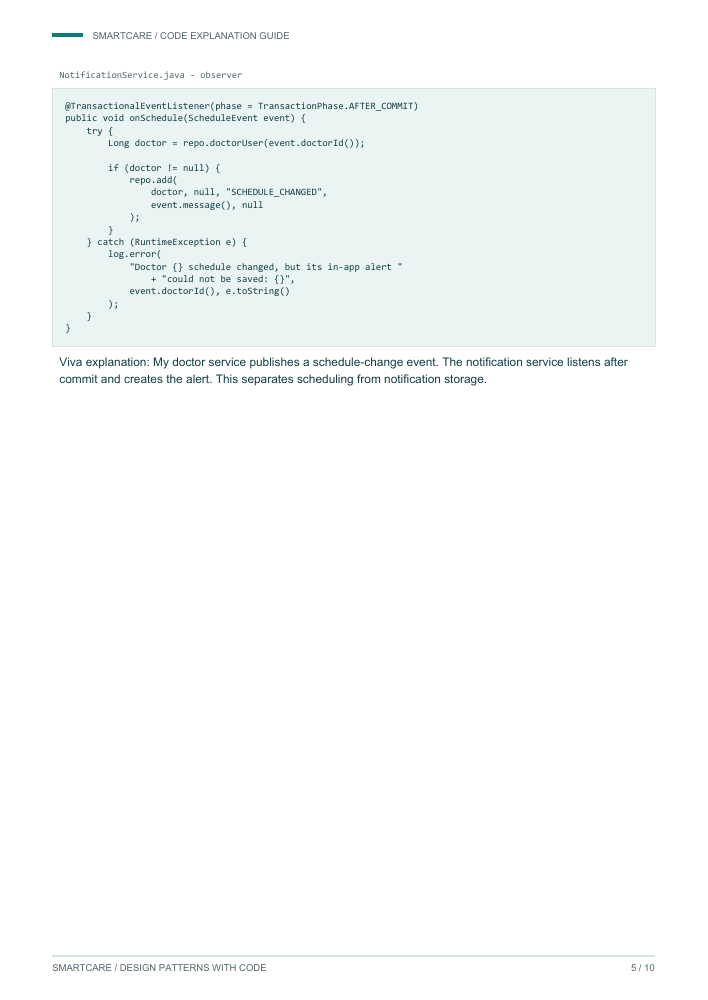 SMARTCARE / CODE EXPLANATION GUIDE
NotificationService.java - observer
@TransactionalEventListener(phase = TransactionPhase.AFTER_COMMIT)
public void onSchedule(ScheduleEvent event) {
    try {
        Long doctor = repo.doctorUser(event.doctorId());

        if (doctor != null) {
            repo.add(
                doctor, null, "SCHEDULE_CHANGED",
                event.message(), null
            );
        }
    } catch (RuntimeException e) {
        log.error(
            "Doctor {} schedule changed, but its in-app alert "
                + "could not be saved: {}",
            event.doctorId(), e.toString()
        );
    }
}
Viva explanation: My doctor service publishes a schedule-change event. The notification service listens after
commit and creates the alert. This separates scheduling from notification storage.
SMARTCARE / DESIGN PATTERNS WITH CODE
5 / 10